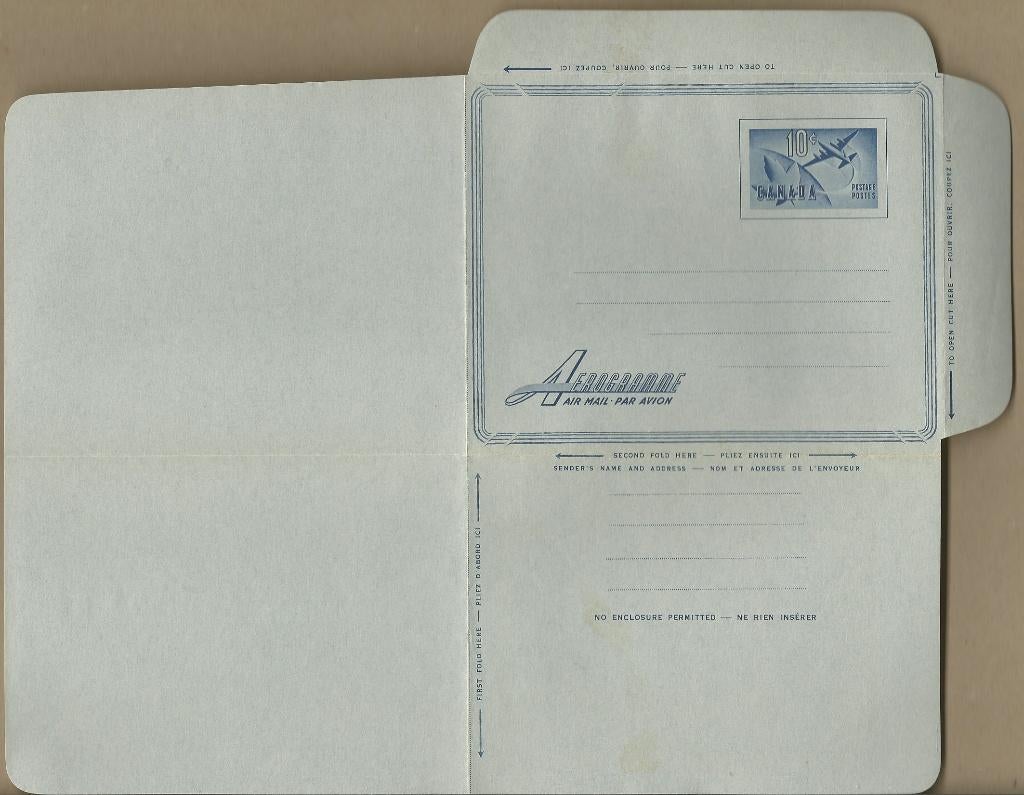 TO OPEN CUT HERE — POUR OUVRIR, COUPEZ ICI
10¢
CANADA
POSTAGE
POSTES
TO OPEN CUT HERE — POUR OUVRIR, COUPEZ ICI
AEROGRAMME
AIR MAIL · PAR AVION
SECOND FOLD HERE — PLIEZ ENSUITE ICI
SENDER'S NAME AND ADDRESS — NOM ET ADRESSE DE L'ENVOYEUR
FIRST FOLD HERE — PLIEZ D'ABORD ICI
NO ENCLOSURE PERMITTED — NE RIEN INSÉRER